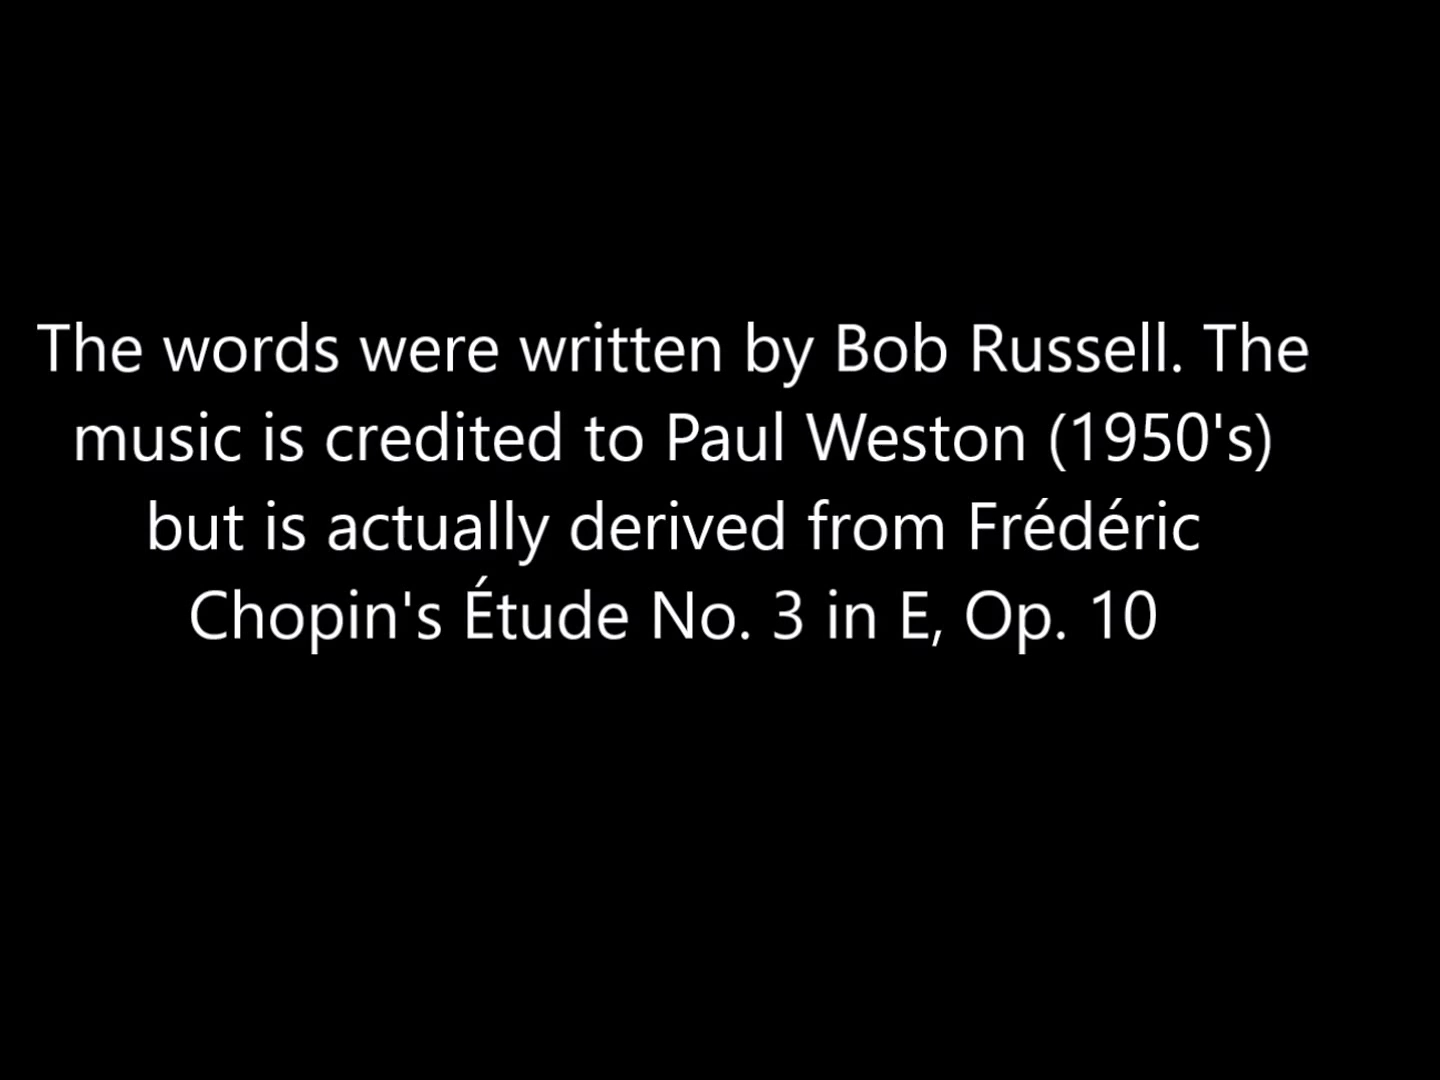 The words were written by Bob Russell. The
music is credited to Paul Weston (1950's)
but is actually derived from Frédéric
Chopin's Étude No. 3 in E, Op. 10